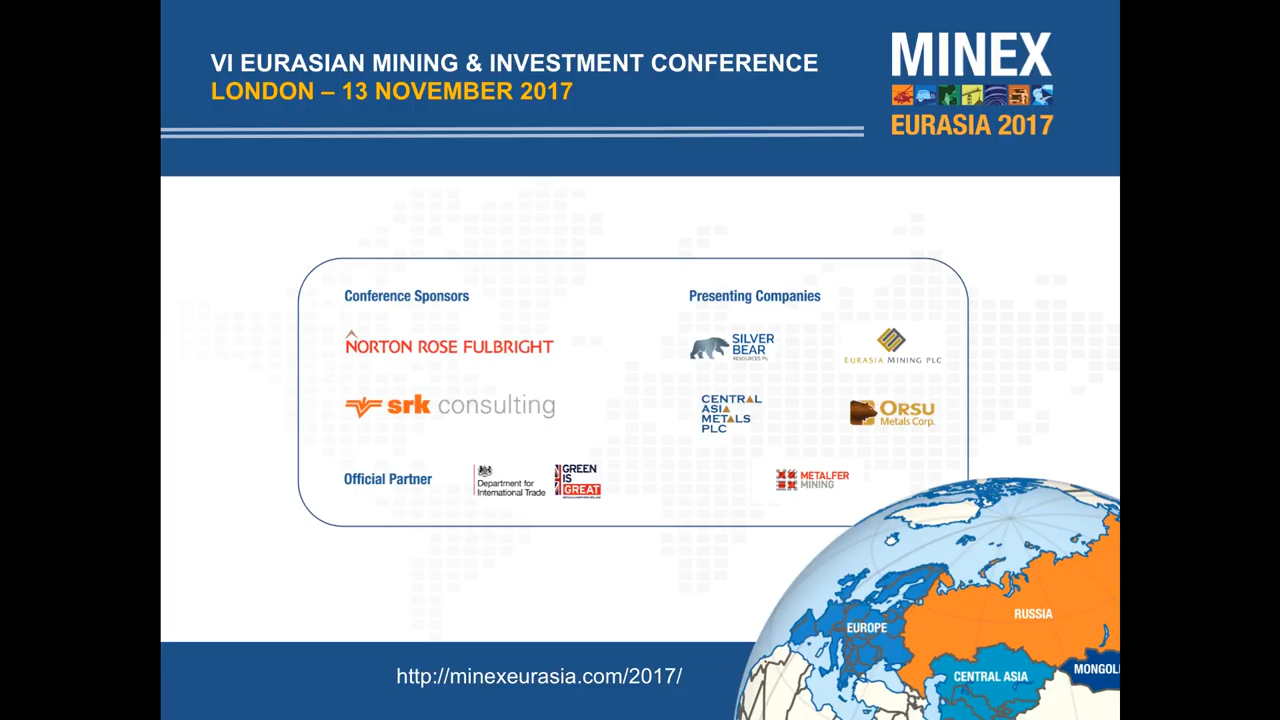 VI EURASIAN MINING & INVESTMENT CONFERENCE
LONDON – 13 NOVEMBER 2017
MINEX
EURASIA 2017
Conference Sponsors
NORTON ROSE FULBRIGHT
srk consulting
Official Partner
Department for
International Trade
GREEN
IS
GREAT
Presenting Companies
SILVER
BEAR
EURASIA MINING PLC
CENTRAL
ASIA
METALS
PLC
ORSU
Metals Corp.
METALFER
MINING
RUSSIA
EUROPE
CENTRAL ASIA
MONGOL
http://minexeurasia.com/2017/